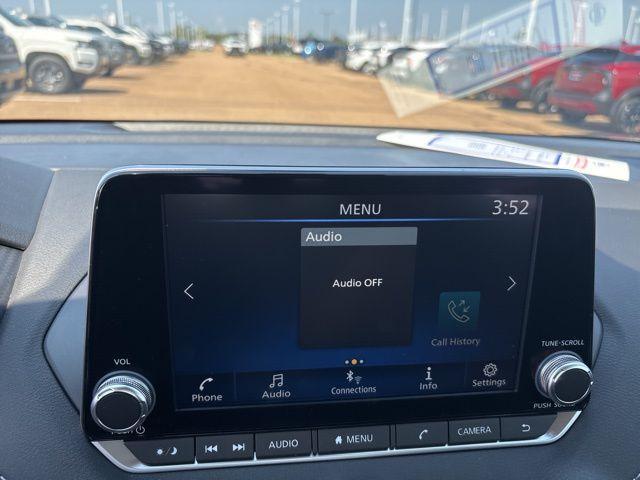 MENU 3:52
Audio
Audio OFF
Call History
Phone Audio Connections Info Settings
VOL
TUNE·SCROLL
PUSH
AUDIO MENU CAMERA